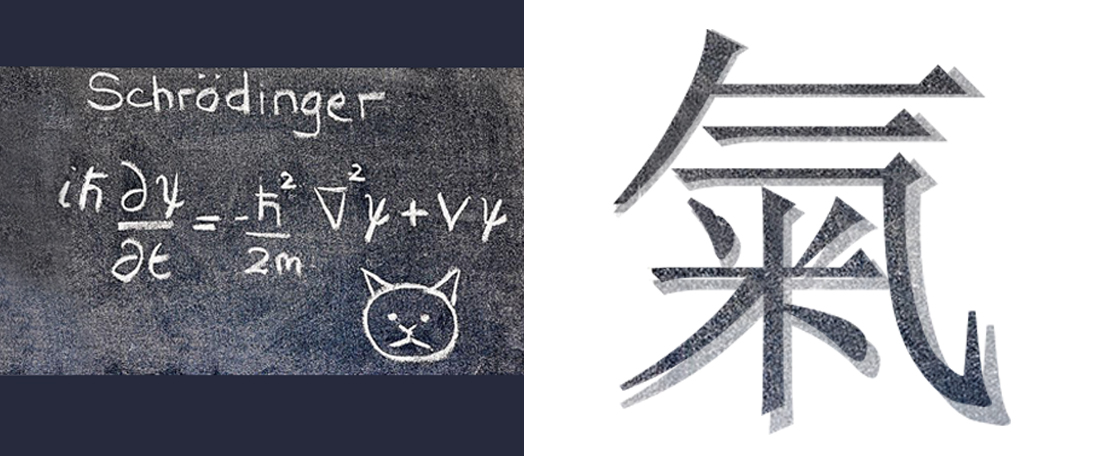 Schrödinger
iħ ∂ψ/∂t = -ħ²/2m ∇²ψ + Vψ
氣